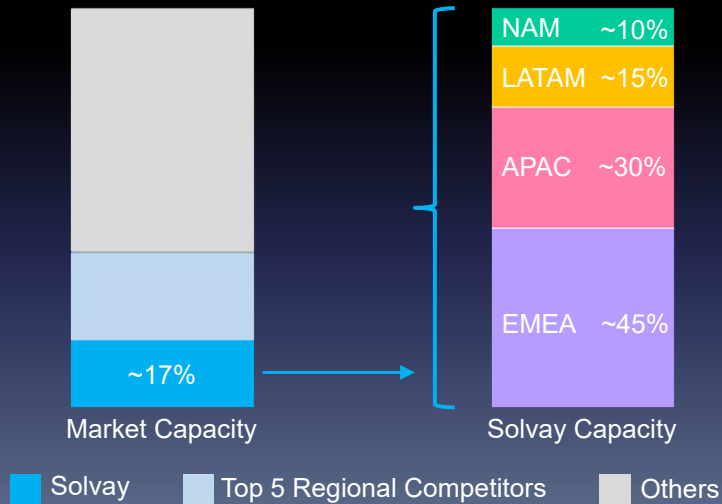 NAM ~10%
LATAM ~15%
APAC ~30%
EMEA ~45%
~17%
Market Capacity
Solvay Capacity
Solvay
Top 5 Regional Competitors
Others